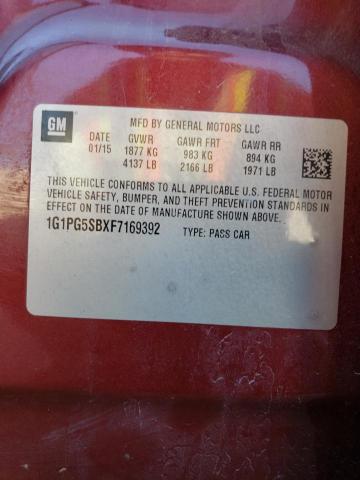 GM
MFD BY GENERAL MOTORS LLC
DATE GVWR GAWR FRT GAWR RR
01/15 1877 KG 983 KG 894 KG
4137 LB 2166 LB 1971 LB
THIS VEHICLE CONFORMS TO ALL APPLICABLE U.S. FEDERAL MOTOR
VEHICLE SAFETY, BUMPER, AND THEFT PREVENTION STANDARDS IN
EFFECT ON THE DATE OF MANUFACTURE SHOWN ABOVE.
1G1PG5SBXF7169392 TYPE: PASS CAR